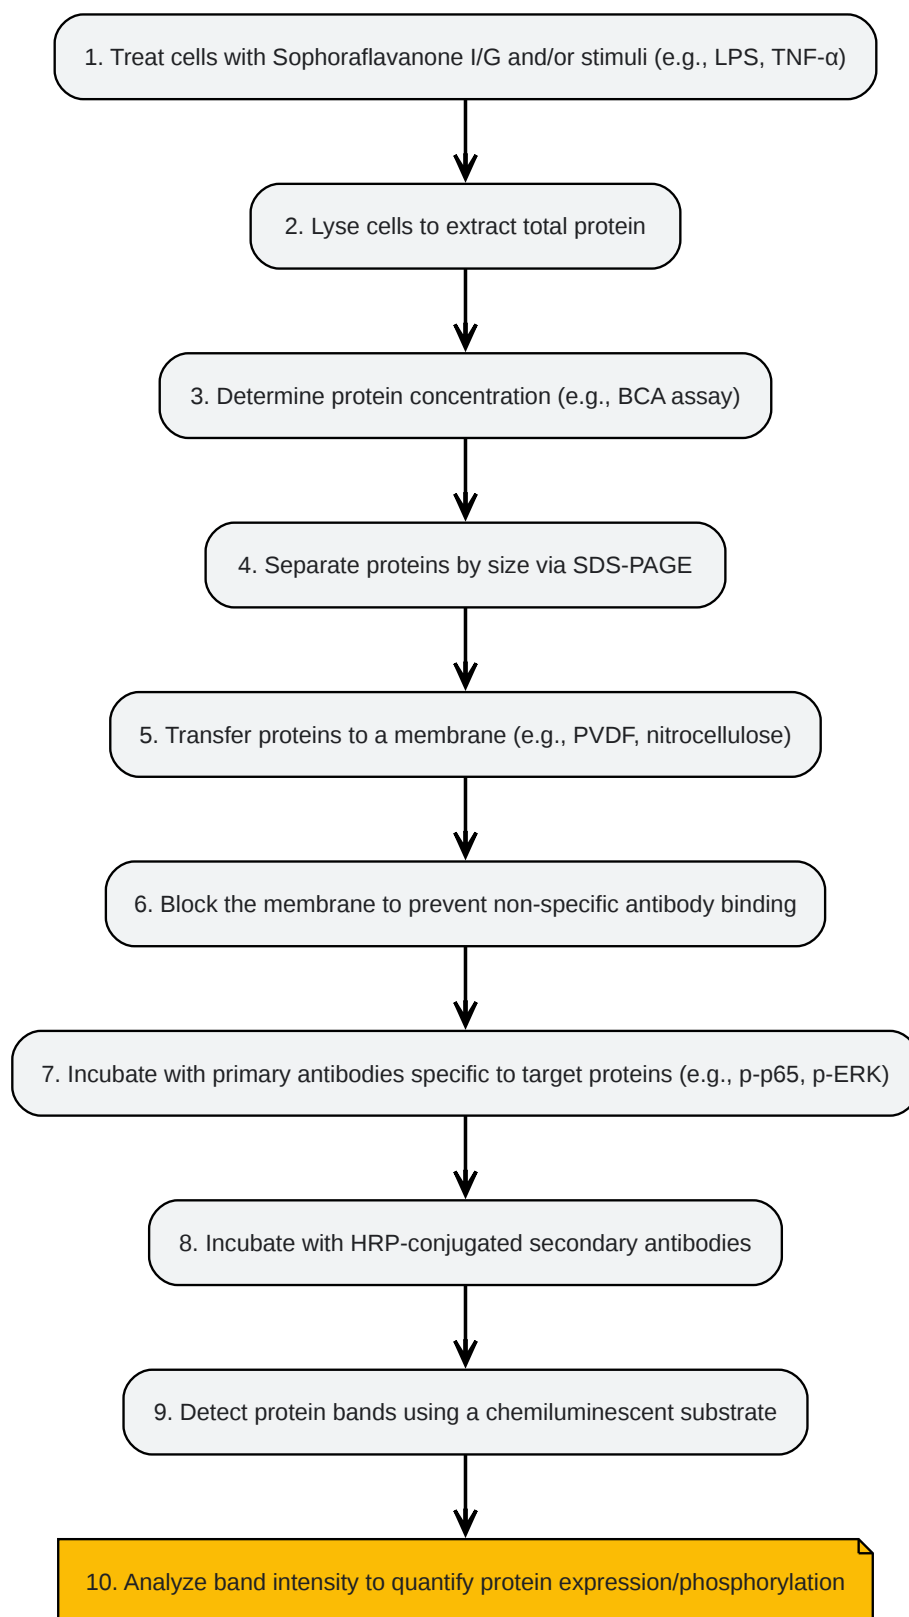 1. Treat cells with Sophoraflavanone I/G and/or stimuli (e.g., LPS, TNF-α)
2. Lyse cells to extract total protein
3. Determine protein concentration (e.g., BCA assay)
4. Separate proteins by size via SDS-PAGE
5. Transfer proteins to a membrane (e.g., PVDF, nitrocellulose)
6. Block the membrane to prevent non-specific antibody binding
7. Incubate with primary antibodies specific to target proteins (e.g., p-p65, p-ERK)
8. Incubate with HRP-conjugated secondary antibodies
9. Detect protein bands using a chemiluminescent substrate
10. Analyze band intensity to quantify protein expression/phosphorylation